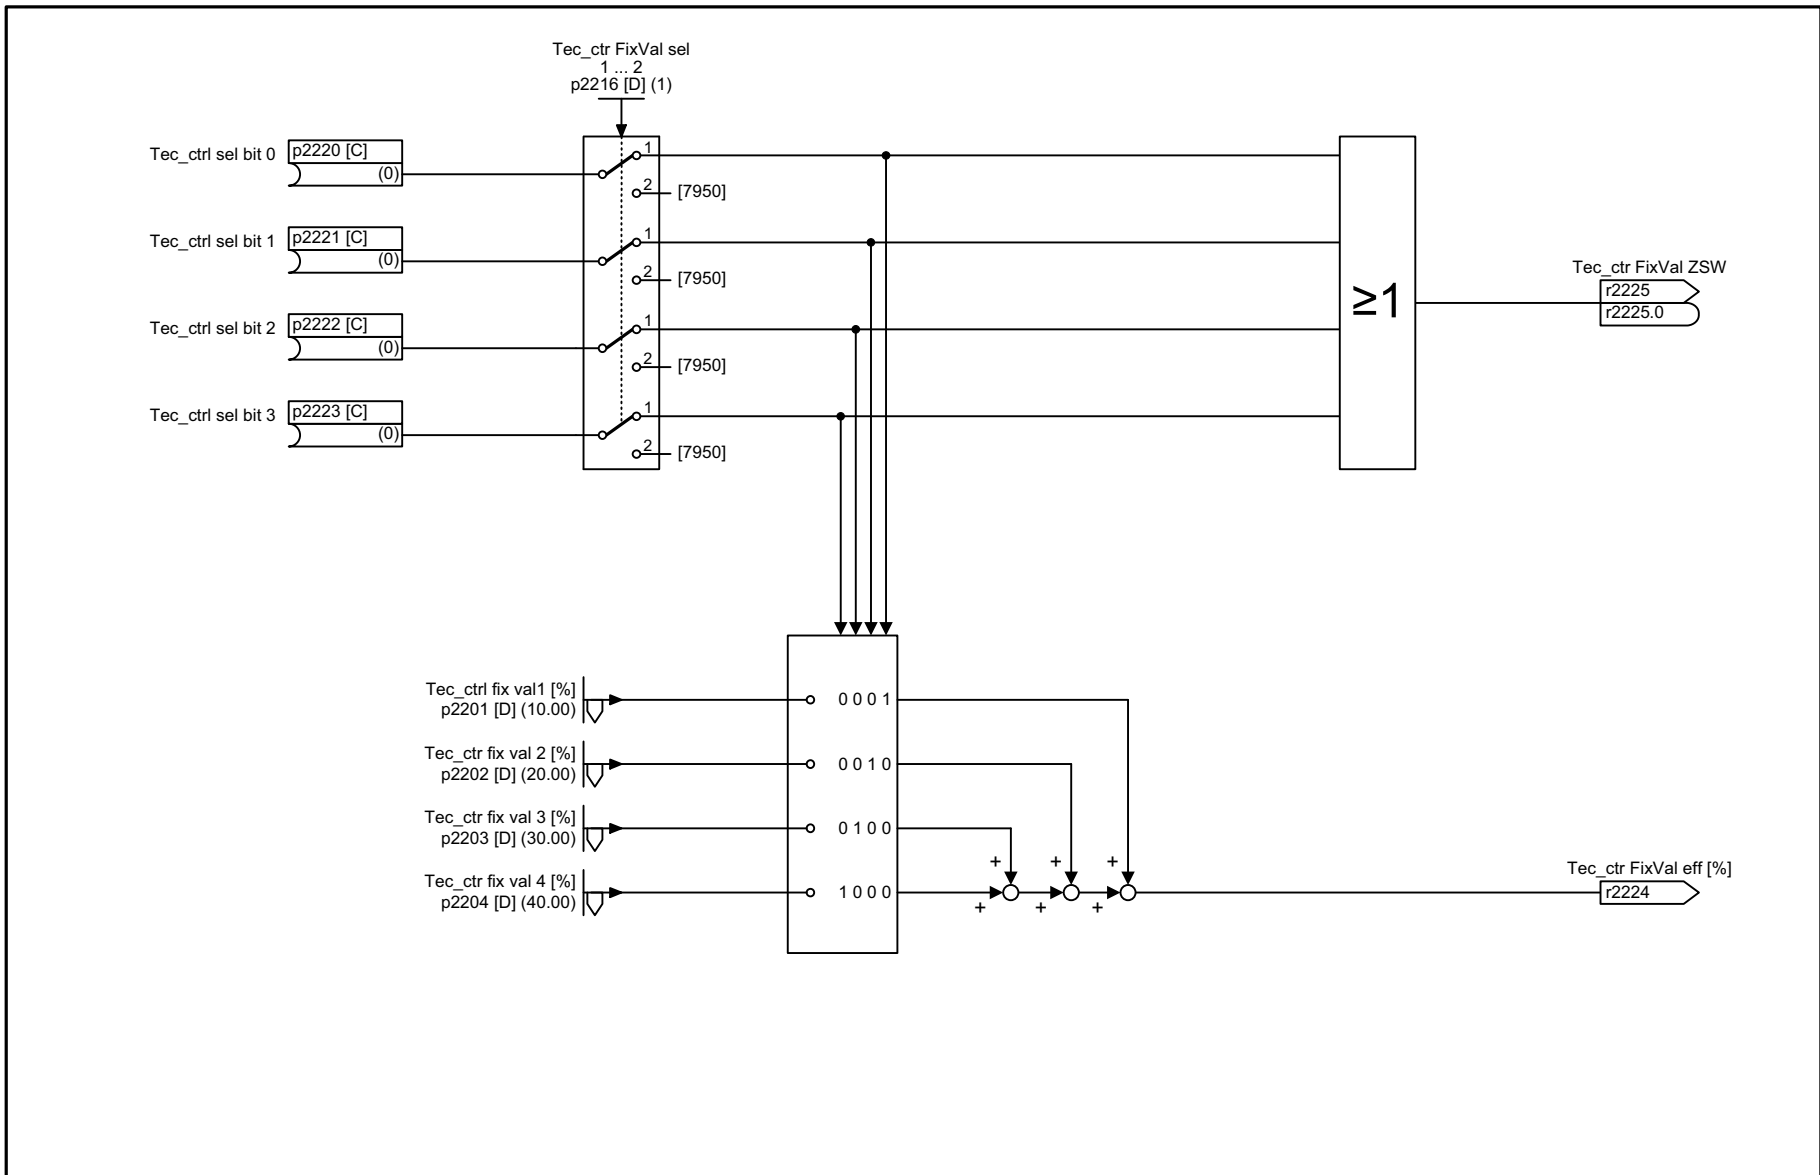 Tec_ctr FixVal sel
1 ... 2
p2216 [D] (1)
Tec_ctrl sel bit 0
p2220 [C]
(0)
1
2
[7950]
Tec_ctrl sel bit 1
p2221 [C]
(0)
1
2
[7950]
Tec_ctrl sel bit 2
p2222 [C]
(0)
1
2
[7950]
Tec_ctrl sel bit 3
p2223 [C]
(0)
1
2
[7950]
≥1
Tec_ctr FixVal ZSW
r2225
r2225.0
Tec_ctrl fix val1 [%]
p2201 [D] (10.00)
0 0 0 1
Tec_ctr fix val 2 [%]
p2202 [D] (20.00)
0 0 1 0
Tec_ctr fix val 3 [%]
p2203 [D] (30.00)
0 1 0 0
Tec_ctr fix val 4 [%]
p2204 [D] (40.00)
1 0 0 0
+ + +
+ + +
Tec_ctr FixVal eff [%]
r2224